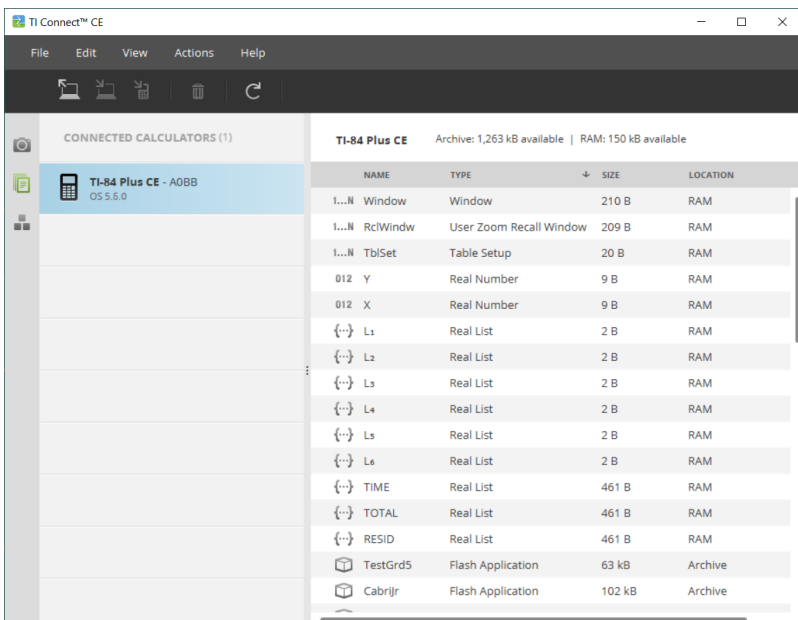 TI Connect™ CE
File Edit View Actions Help
CONNECTED CALCULATORS (1)
TI-84 Plus CE - A0BB
OS 5.6.0
TI-84 Plus CE Archive: 1,263 kB available | RAM: 150 kB available
NAME TYPE SIZE LOCATION
1...N Window Window 210 B RAM
1...N RclWindw User Zoom Recall Window 209 B RAM
1...N TblSet Table Setup 20 B RAM
012 Y Real Number 9 B RAM
012 X Real Number 9 B RAM
{...} L₁ Real List 2 B RAM
{...} L₂ Real List 2 B RAM
{...} L₃ Real List 2 B RAM
{...} L₄ Real List 2 B RAM
{...} L₅ Real List 2 B RAM
{...} L₆ Real List 2 B RAM
{...} TIME Real List 461 B RAM
{...} TOTAL Real List 461 B RAM
{...} RESID Real List 461 B RAM
TestGrd5 Flash Application 63 kB Archive
CabriJr Flash Application 102 kB Archive